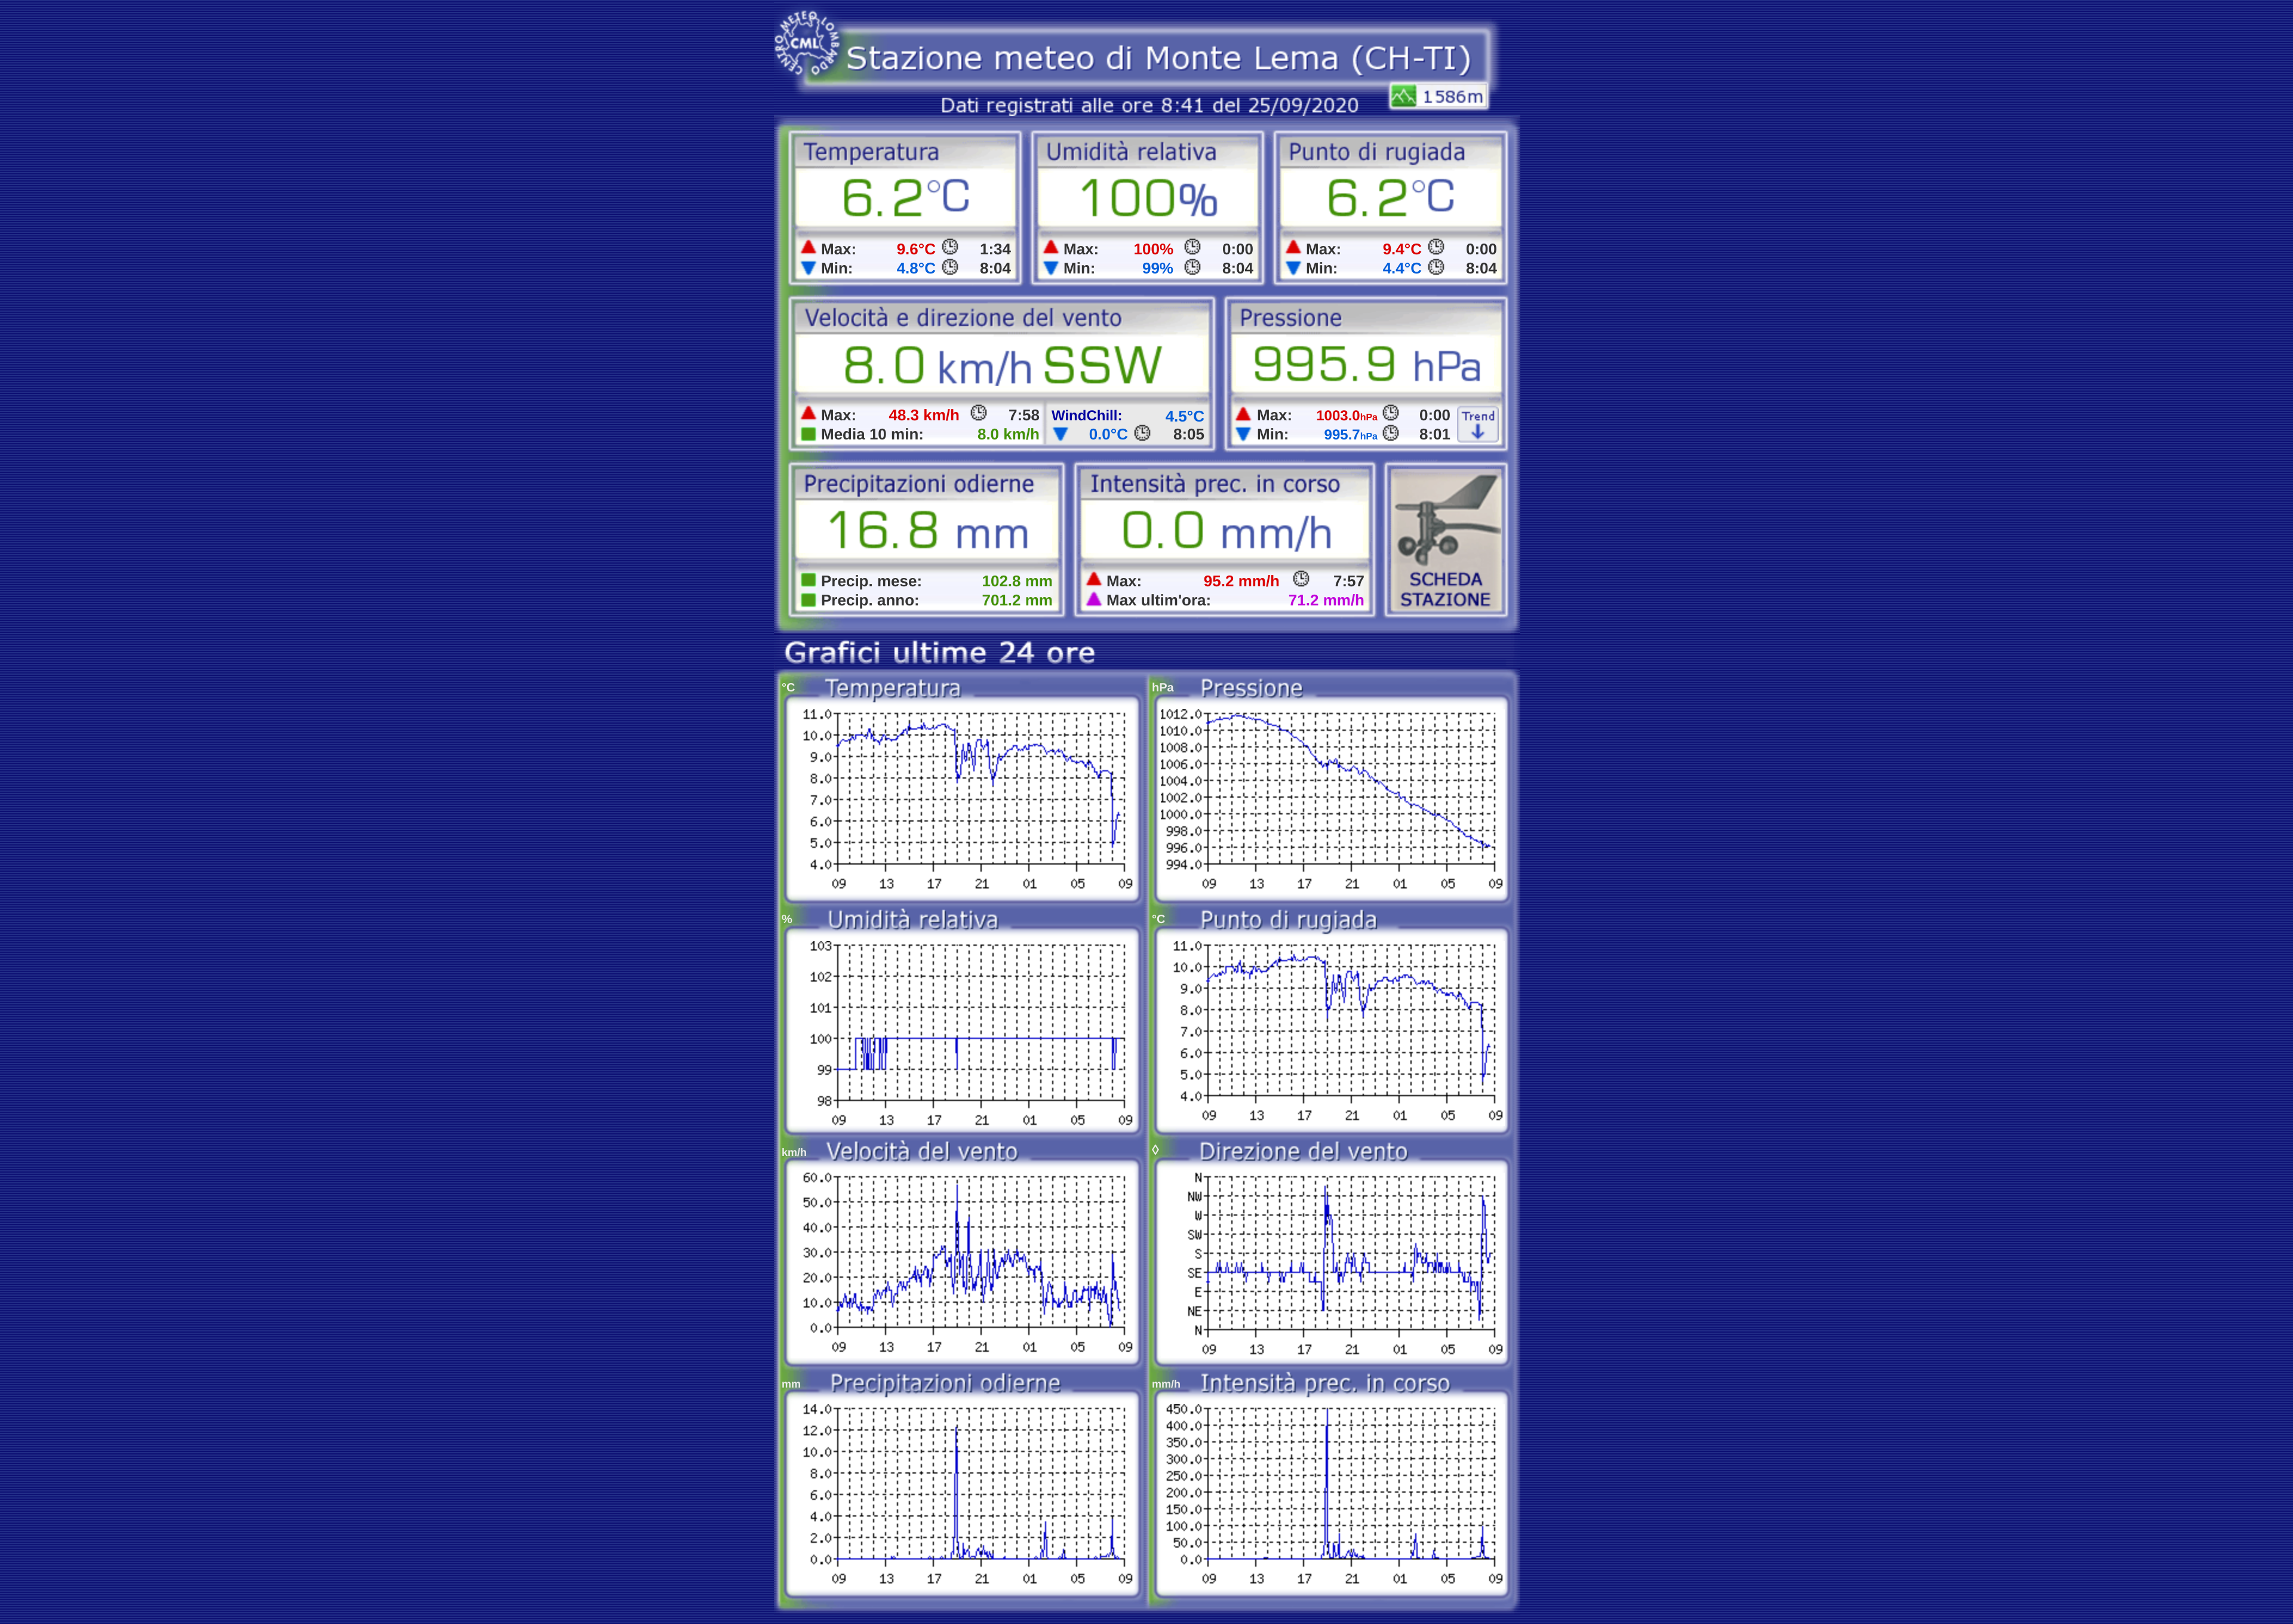 CENTRO METEO LOMBARDO
CML
Stazione meteo di Monte Lema (CH-TI)
Dati registrati alle ore 8:41 del 25/09/2020
1586m
Temperatura Umidità relativa Punto di rugiada
6.2°C 100% 6.2°C
Max: 9.6°C 1:34 Max: 100% 0:00 Max: 9.4°C 0:00
Min: 4.8°C 8:04 Min: 99% 8:04 Min: 4.4°C 8:04
Velocità e direzione del vento Pressione
8.0 km/h SSW 995.9 hPa
Max: 48.3 km/h 7:58 WindChill: 4.5°C Max: 1003.0hPa 0:00 Trend
Media 10 min: 8.0 km/h 0.0°C 8:05 Min: 995.7hPa 8:01
Precipitazioni odierne Intensità prec. in corso
16.8 mm 0.0 mm/h
Precip. mese: 102.8 mm Max: 95.2 mm/h 7:57 SCHEDA
Precip. anno: 701.2 mm Max ultim'ora: 71.2 mm/h STAZIONE
Grafici ultime 24 ore
°C Temperatura
11.0
10.0
9.0
8.0
7.0
6.0
5.0
4.0
09 13 17 21 01 05 09
hPa Pressione
1012.0
1010.0
1008.0
1006.0
1004.0
1002.0
1000.0
998.0
996.0
994.0
09 13 17 21 01 05 09
% Umidità relativa
103
102
101
100
99
98
09 13 17 21 01 05 09
°C Punto di rugiada
11.0
10.0
9.0
8.0
7.0
6.0
5.0
4.0
09 13 17 21 01 05 09
km/h Velocità del vento
60.0
50.0
40.0
30.0
20.0
10.0
0.0
09 13 17 21 01 05 09
◊ Direzione del vento
N
NW
W
SW
S
SE
E
NE
N
09 13 17 21 01 05 09
mm Precipitazioni odierne
14.0
12.0
10.0
8.0
6.0
4.0
2.0
0.0
09 13 17 21 01 05 09
mm/h Intensità prec. in corso
450.0
400.0
350.0
300.0
250.0
200.0
150.0
100.0
50.0
0.0
09 13 17 21 01 05 09